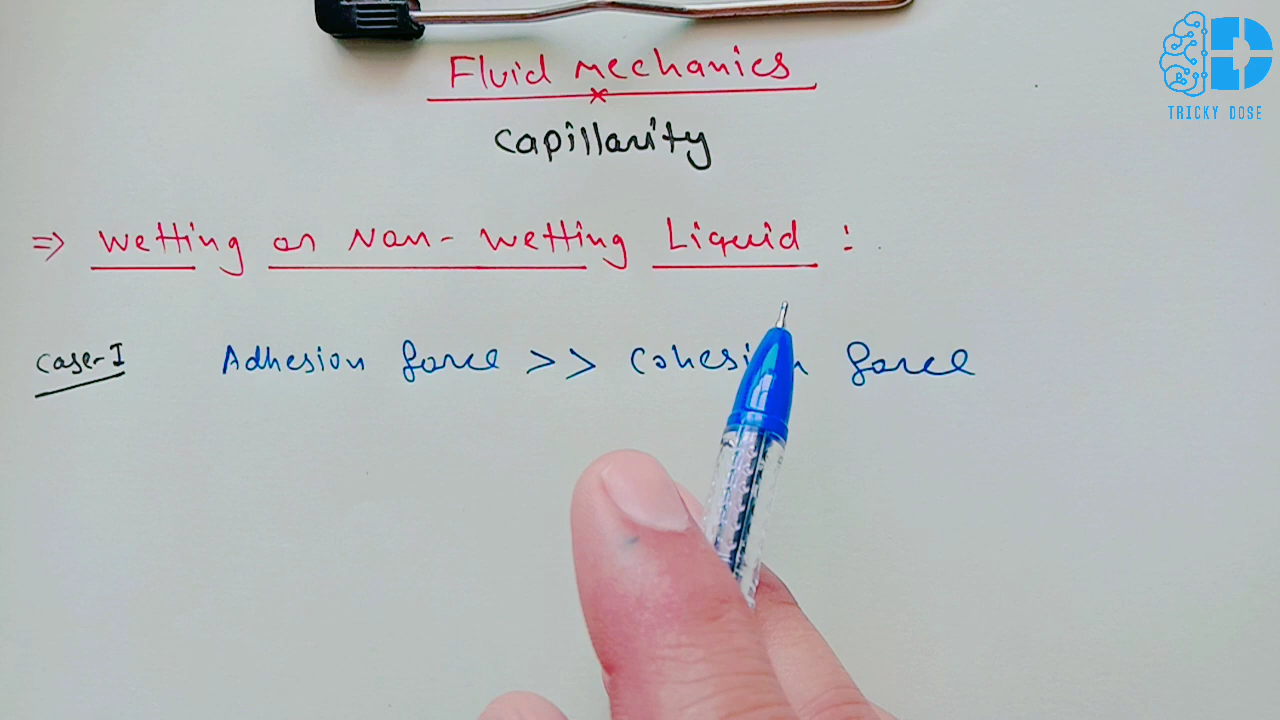 Fluid mechanics
TRICKY DOSE
Capillarity
⇒ Wetting or Non-Wetting Liquid :
Case-I Adhesion force >> Cohesion force